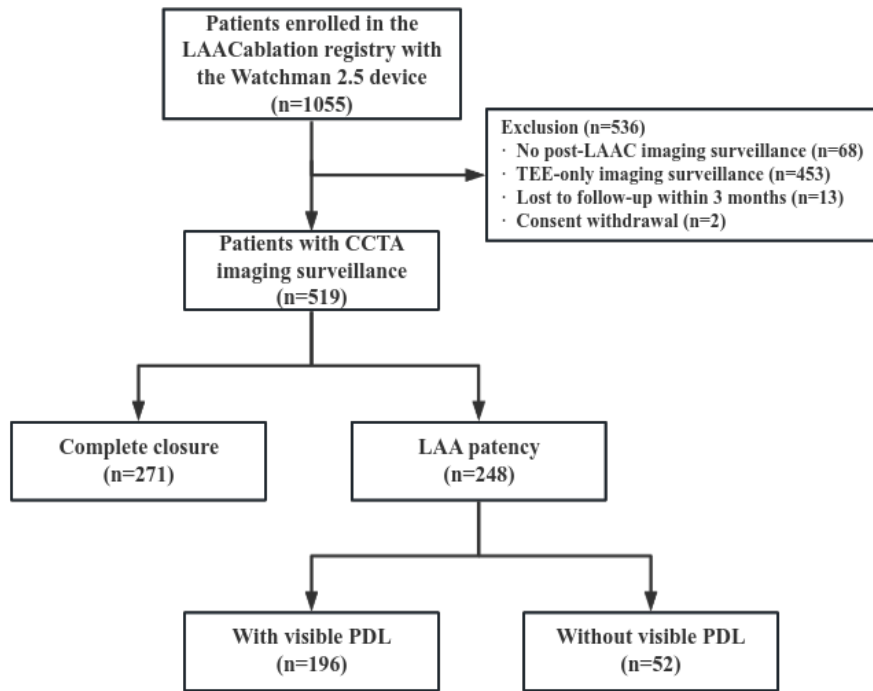 Patients enrolled in the
LAACablation registry with
the Watchman 2.5 device
(n=1055)
Exclusion (n=536)
· No post-LAAC imaging surveillance (n=68)
· TEE-only imaging surveillance (n=453)
· Lost to follow-up within 3 months (n=13)
· Consent withdrawal (n=2)
Patients with CCTA
imaging surveillance
(n=519)
Complete closure
(n=271)
LAA patency
(n=248)
With visible PDL
(n=196)
Without visible PDL
(n=52)